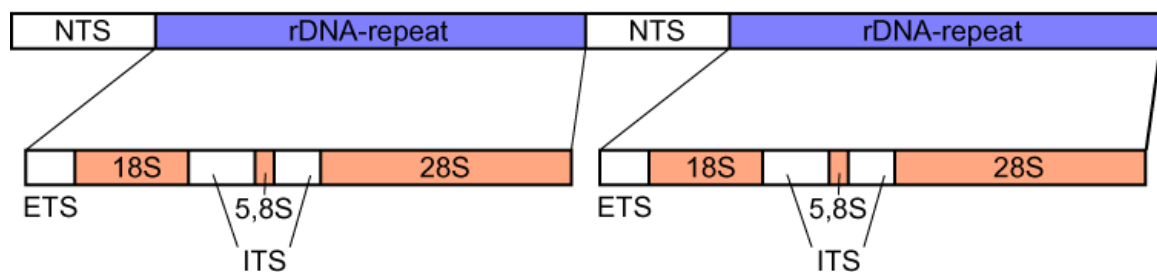 NTS rDNA-repeat NTS rDNA-repeat
18S 28S 18S 28S
ETS 5,8S ETS 5,8S
ITS ITS